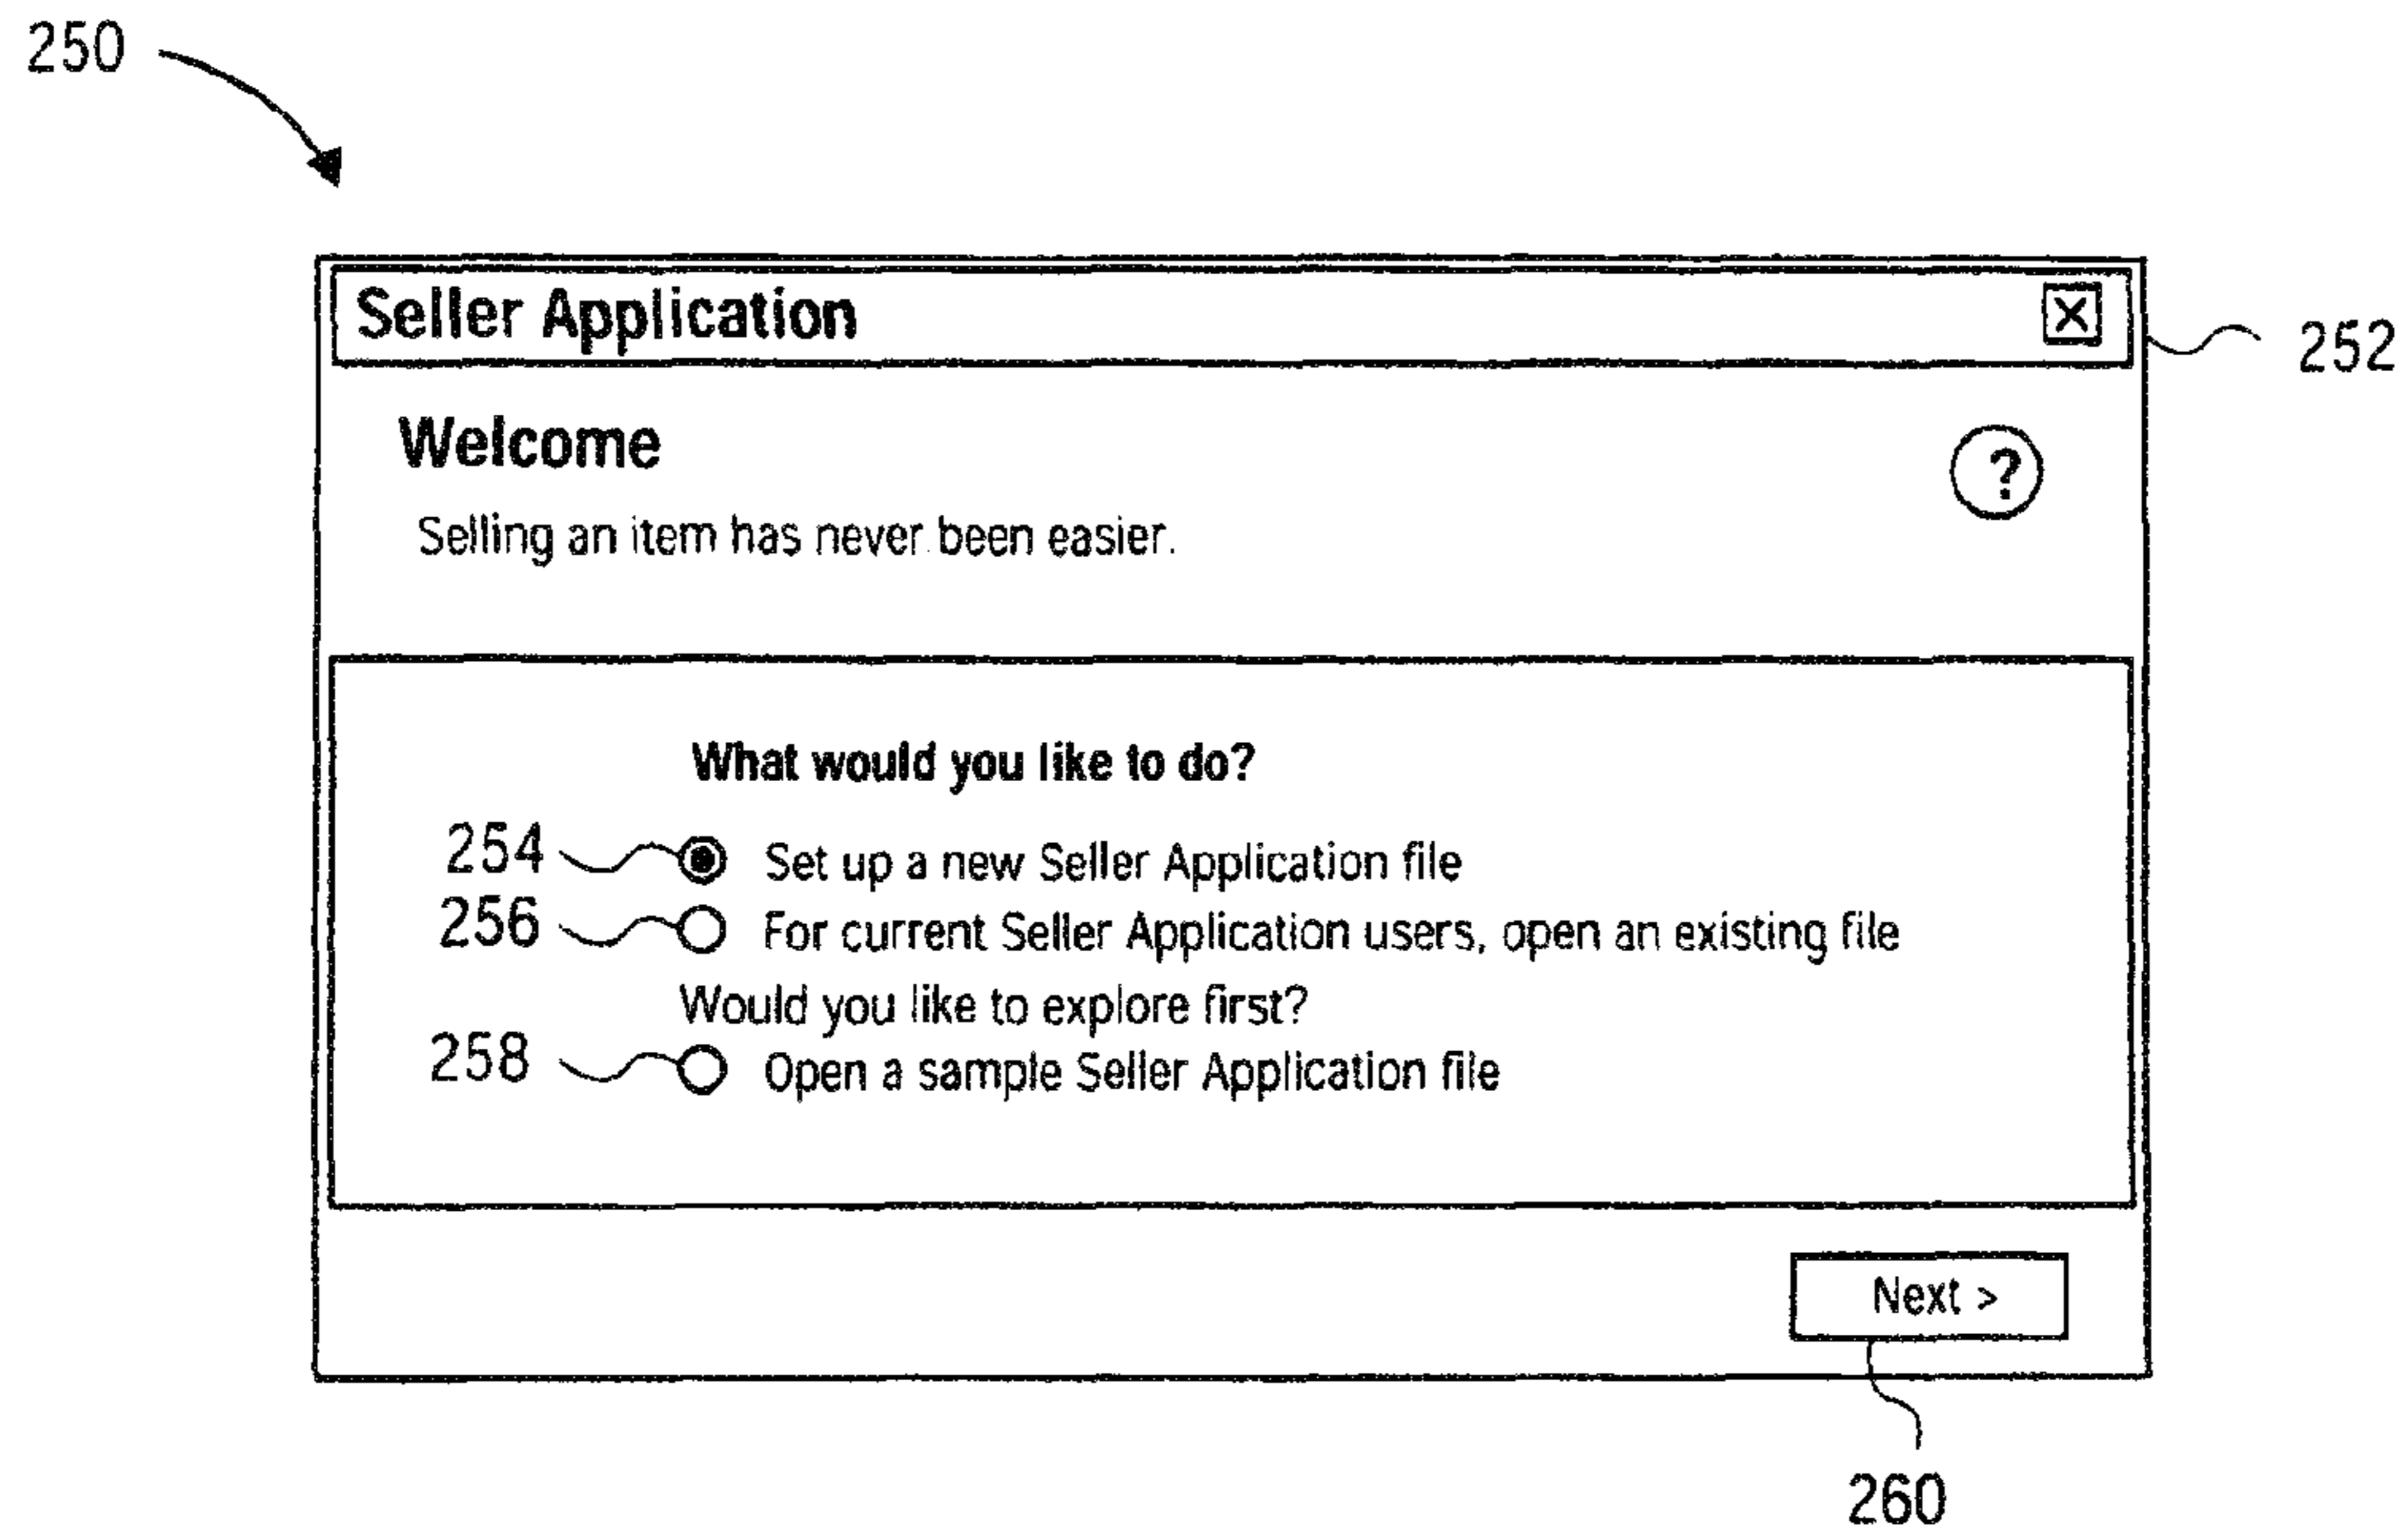 250
Seller Application
252
Welcome
?
Selling an item has never been easier.
What would you like to do?
254 Set up a new Seller Application file
256 For current Seller Application users, open an existing file
Would you like to explore first?
258 Open a sample Seller Application file
Next >
260